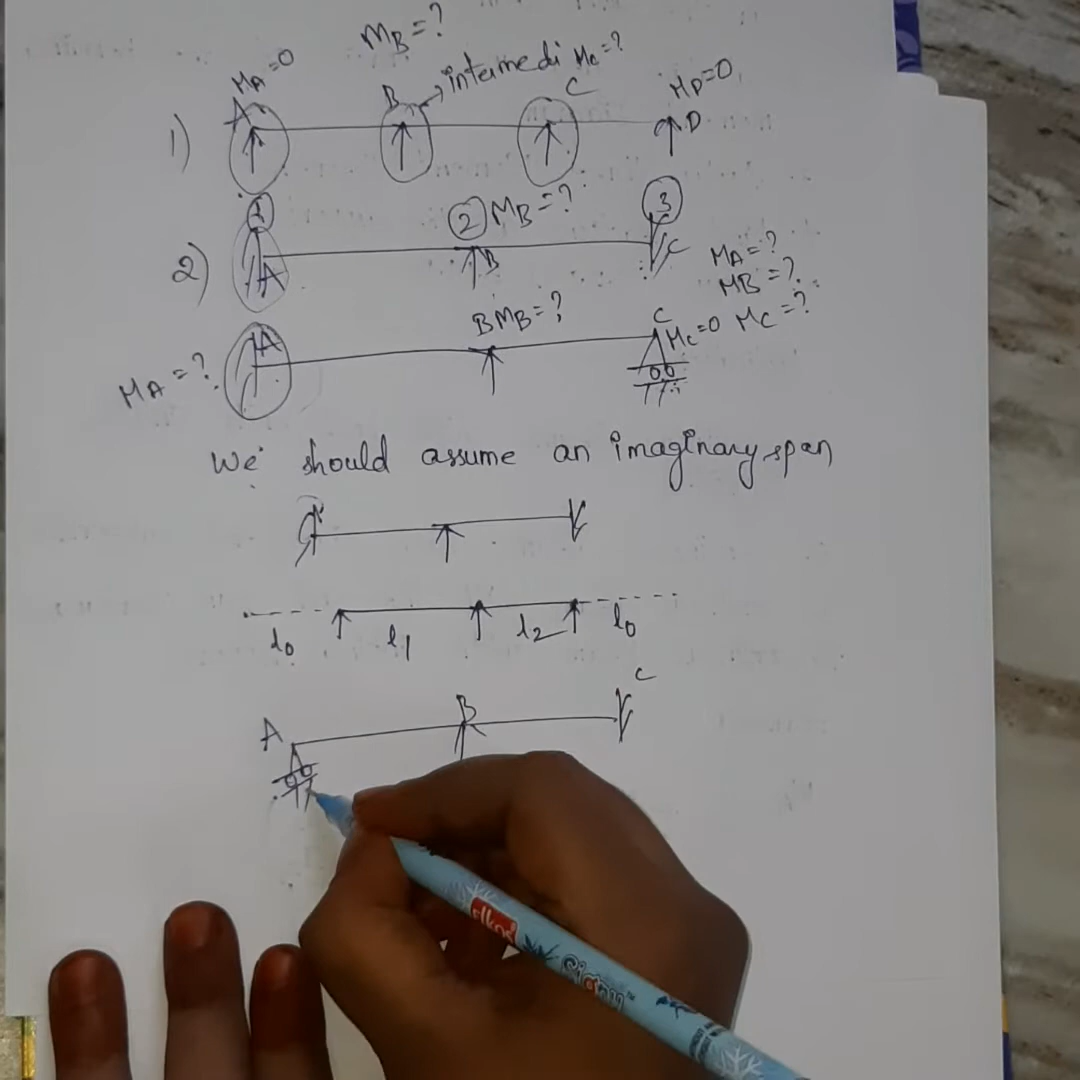 MB=?
MA=0
A
B
intermedi MC=?
C
MD=0
1)
D
1
2 MB=?
3
2)
A
B
C
MA=?
MB=?
MC=?
MA=?
A
B MB=?
C
MC=0
We should assume an imaginary span
l0 l1 l2 l0
A B C
elkos